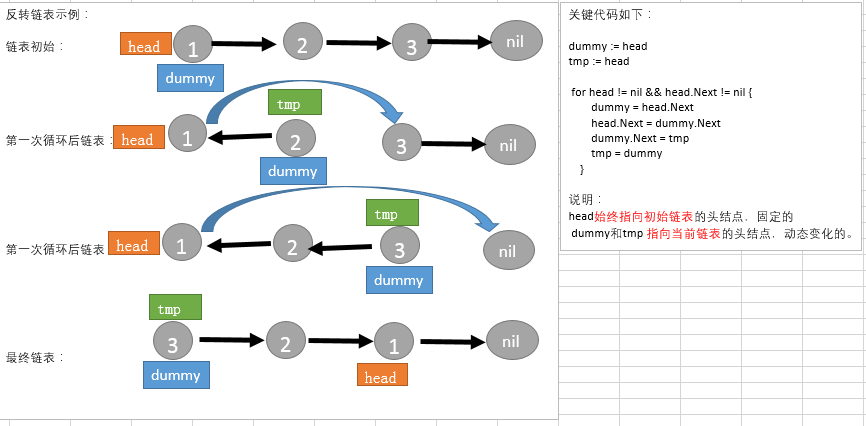 反转链表示例：
链表初始：
head
1
2
3
nil
dummy
第一次循环后链表：
tmp
head
1
2
3
nil
dummy
第一次循环后链表
tmp
head
1
2
3
nil
dummy
最终链表：
tmp
3
2
1
nil
dummy
head
关键代码如下：
dummy := head
tmp := head
for head != nil && head.Next != nil {
dummy = head.Next
head.Next = dummy.Next
dummy.Next = tmp
tmp = dummy
}
说明：
head始终指向初始链表的头结点，固定的
dummy和tmp 指向当前链表的头结点，动态变化的。